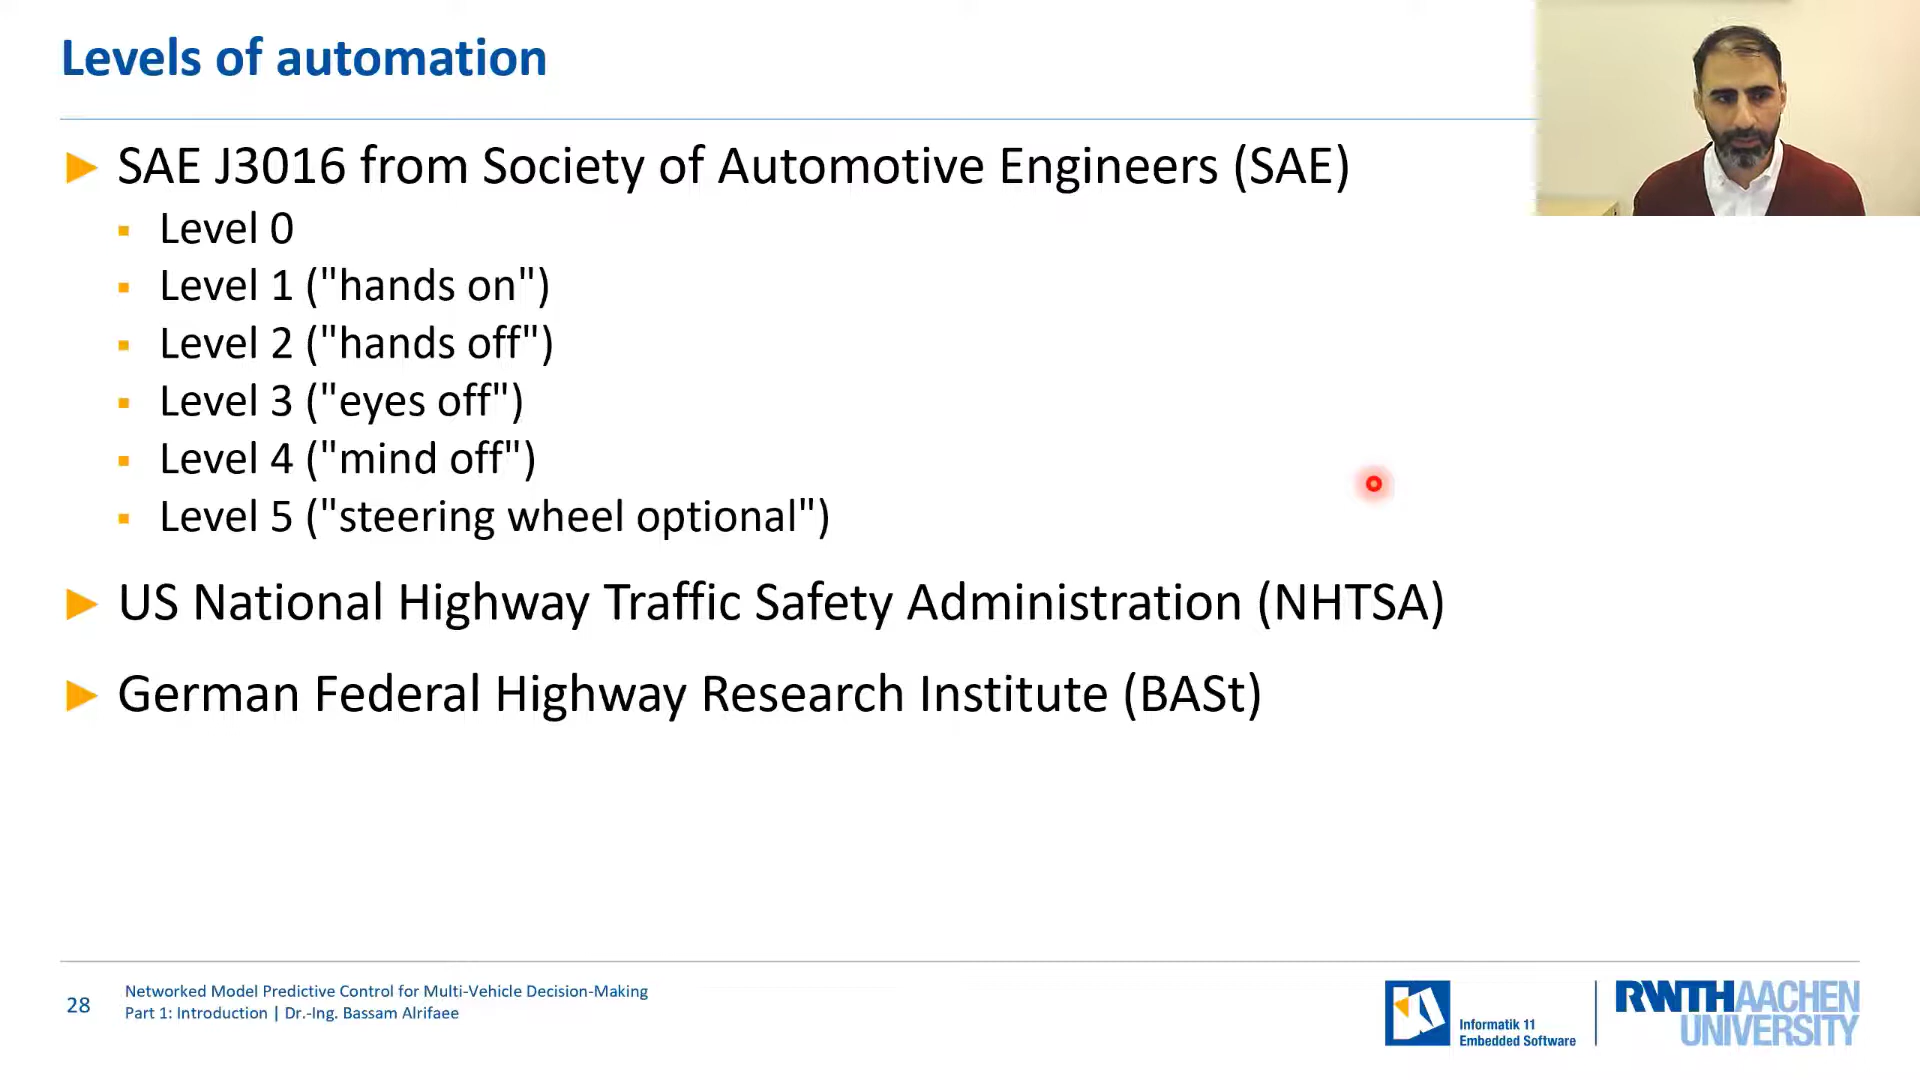 Levels of automation
SAE J3016 from Society of Automotive Engineers (SAE)
Level 0
Level 1 ("hands on")
Level 2 ("hands off")
Level 3 ("eyes off")
Level 4 ("mind off")
Level 5 ("steering wheel optional")
US National Highway Traffic Safety Administration (NHTSA)
German Federal Highway Research Institute (BASt)
28
Networked Model Predictive Control for Multi-Vehicle Decision-Making
Part 1: Introduction | Dr.-Ing. Bassam Alrifaee
Informatik 11
Embedded Software
RWTH AACHEN
UNIVERSITY